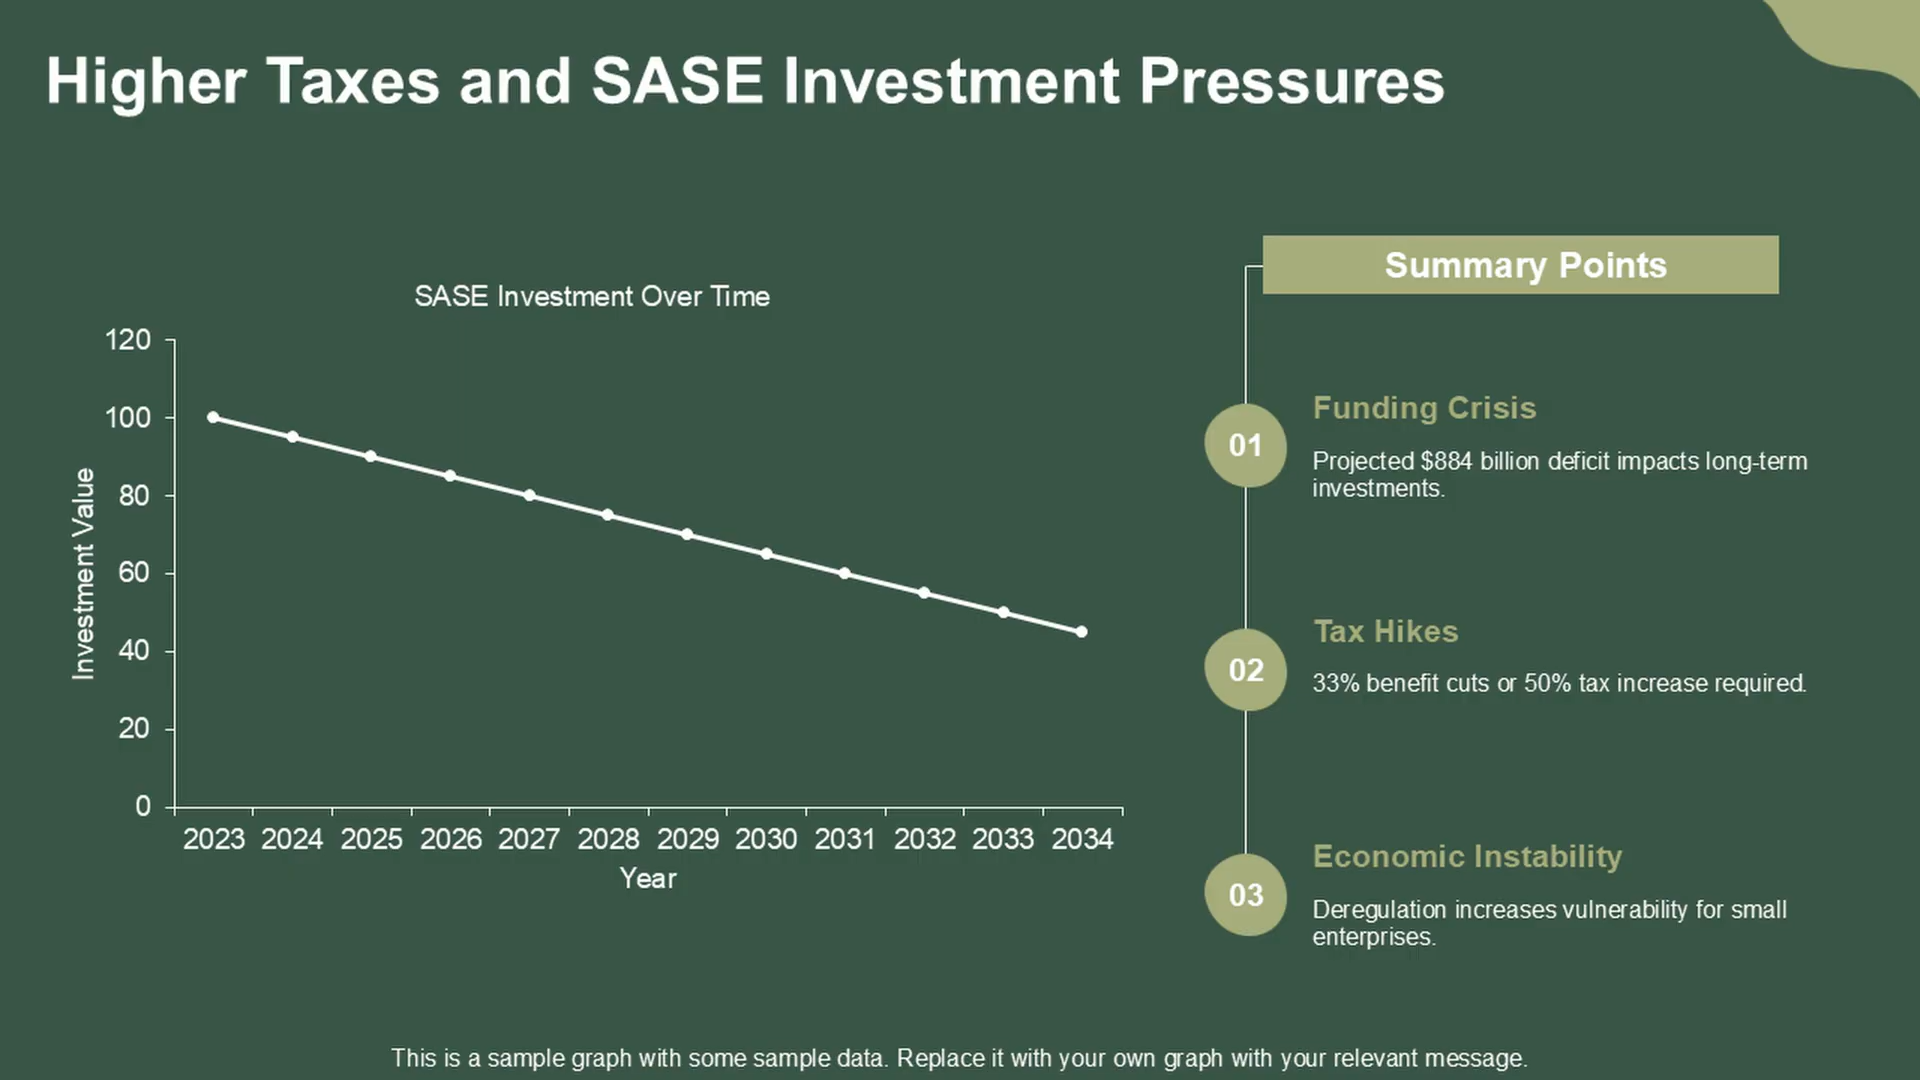 Higher Taxes and SASE Investment Pressures
SASE Investment Over Time
120
100
80
60
40
20
0
Investment Value
2023 2024 2025 2026 2027 2028 2029 2030 2031 2032 2033 2034
Year
Summary Points
01
Funding Crisis
Projected $884 billion deficit impacts long-term
investments.
02
Tax Hikes
33% benefit cuts or 50% tax increase required.
03
Economic Instability
Deregulation increases vulnerability for small
enterprises.
This is a sample graph with some sample data. Replace it with your own graph with your relevant message.